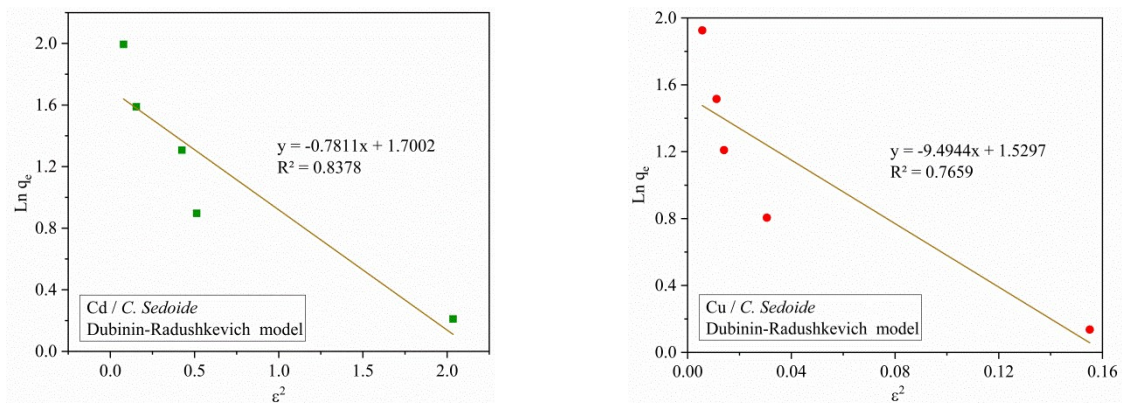 2.0
1.6
1.2
0.8
0.4
0.0
Ln qₑ
y = -0.7811x + 1.7002
R² = 0.8378
Cd / C. Sedoide
Dubinin-Radushkevich model
0.0 0.5 1.0 1.5 2.0
ε²
2.0
1.6
1.2
0.8
0.4
0.0
Ln qₑ
y = -9.4944x + 1.5297
R² = 0.7659
Cu / C. Sedoide
Dubinin-Radushkevich model
0.00 0.04 0.08 0.12 0.16
ε²